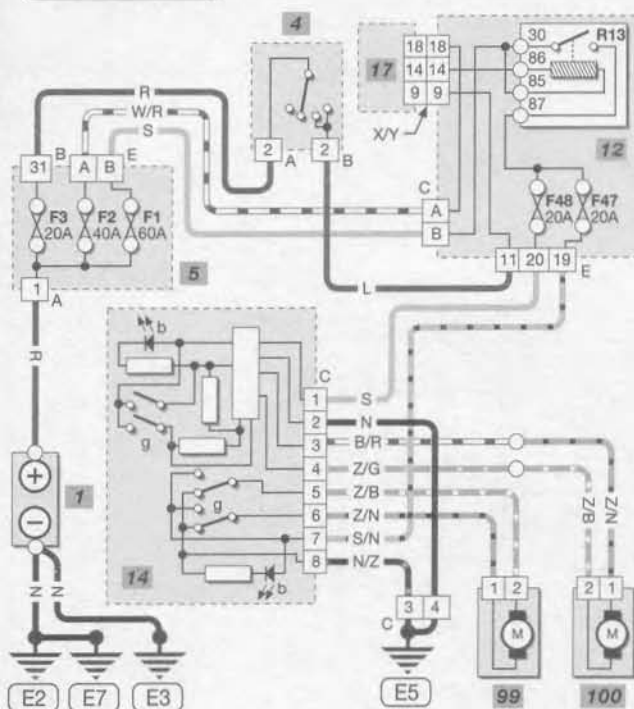 4
18 18
30 R13
17
14 14
86
9 9
85
R
87
W/R
S
X/Y
12
31 B A B E
2 A 2 B
C
A
F3 F2 F1
20A 40A 60A
B
F48 F47
20A 20A
5
11 20 19 E
1 A
L
R
b
C
1 S
2 N
g
3 B/R
+
4 Z/G
1
5 Z/B
Z/B Z/N
−
g
6 Z/N
7 S/N
14
b
8 N/Z
N N
C 3 4
1 2 2 1
M M
E2 E7 E3 E5 99 100